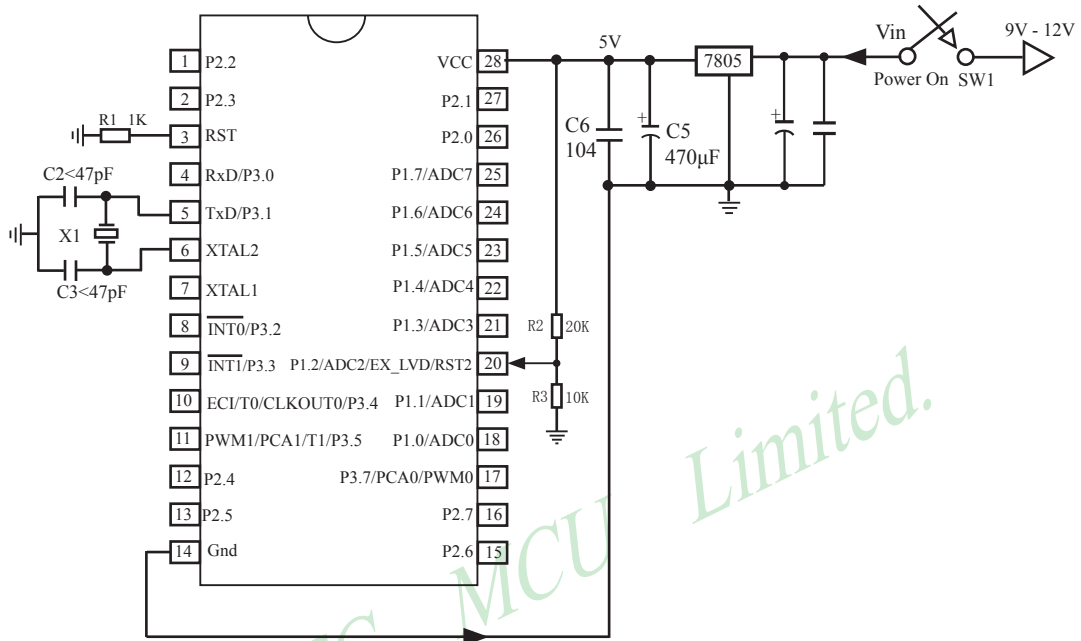 1 P2.2
2 P2.3
R1 1K
3 RST
4 RxD/P3.0
C2<47pF
5 TxD/P3.1
X1
6 XTAL2
C3<47pF
7 XTAL1
8 INT0/P3.2
9 INT1/P3.3
10 ECI/T0/CLKOUT0/P3.4
11 PWM1/PCA1/T1/P3.5
12 P2.4
13 P2.5
14 Gnd
VCC 28
P2.1 27
P2.0 26
P1.7/ADC7 25
P1.6/ADC6 24
P1.5/ADC5 23
P1.4/ADC4 22
P1.3/ADC3 21
P1.2/ADC2/EX_LVD/RST2 20
P1.1/ADC1 19
P1.0/ADC0 18
P3.7/PCA0/PWM0 17
P2.7 16
P2.6 15
5V
7805
Vin
9V - 12V
Power On SW1
C6
104
+
C5
470μF
+
R2 20K
R3 10K
MCU Limited.